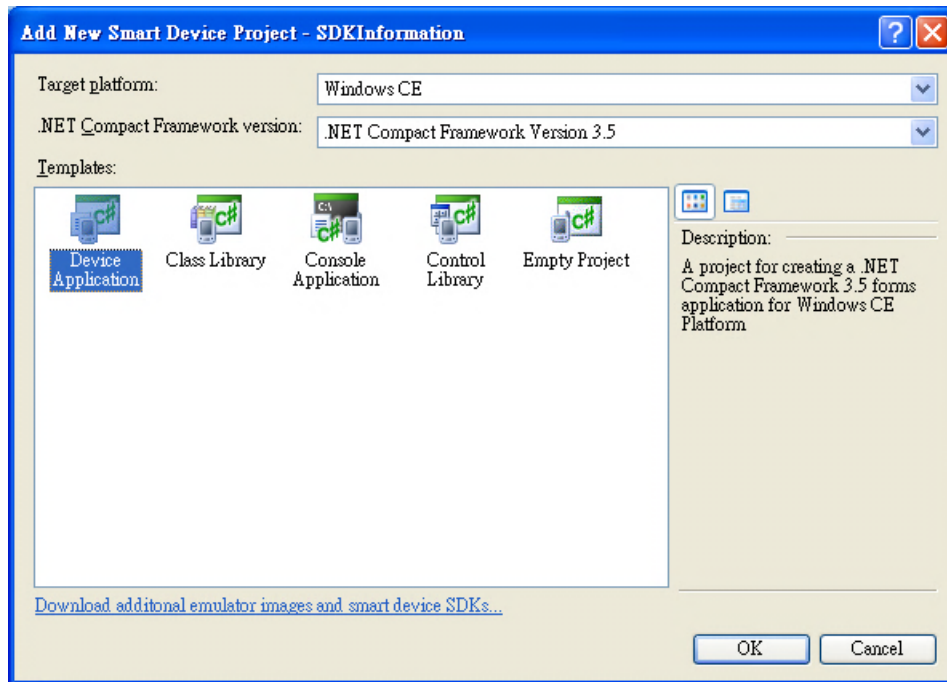 Add New Smart Device Project - SDKInformation
Target platform:
Windows CE
.NET Compact Framework version:
.NET Compact Framework Version 3.5
Templates:
Device
Application
Class Library
Console
Application
Control
Library
Empty Project
Description:
A project for creating a .NET
Compact Framework 3.5 forms
application for Windows CE
Platform
Download additonal emulator images and smart device SDKs...
OK
Cancel